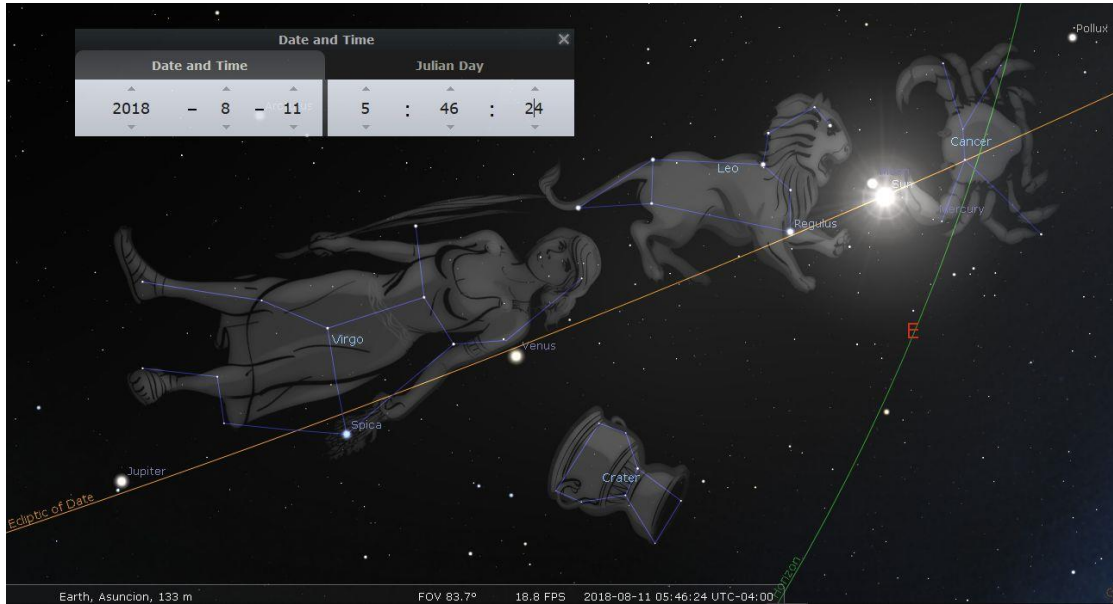 Date and Time ×
Date and Time Julian Day
2018 - 8 - 11 5 : 46 : 24
Pollux
Cancer
Leo
Sun
Mercury
Regulus
E
Virgo
Venus
Spica
Jupiter
Crater
Ecliptic of Date
Horizon
Earth, Asuncion, 133 m FOV 83.7° 18.8 FPS 2018-08-11 05:46:24 UTC-04:00